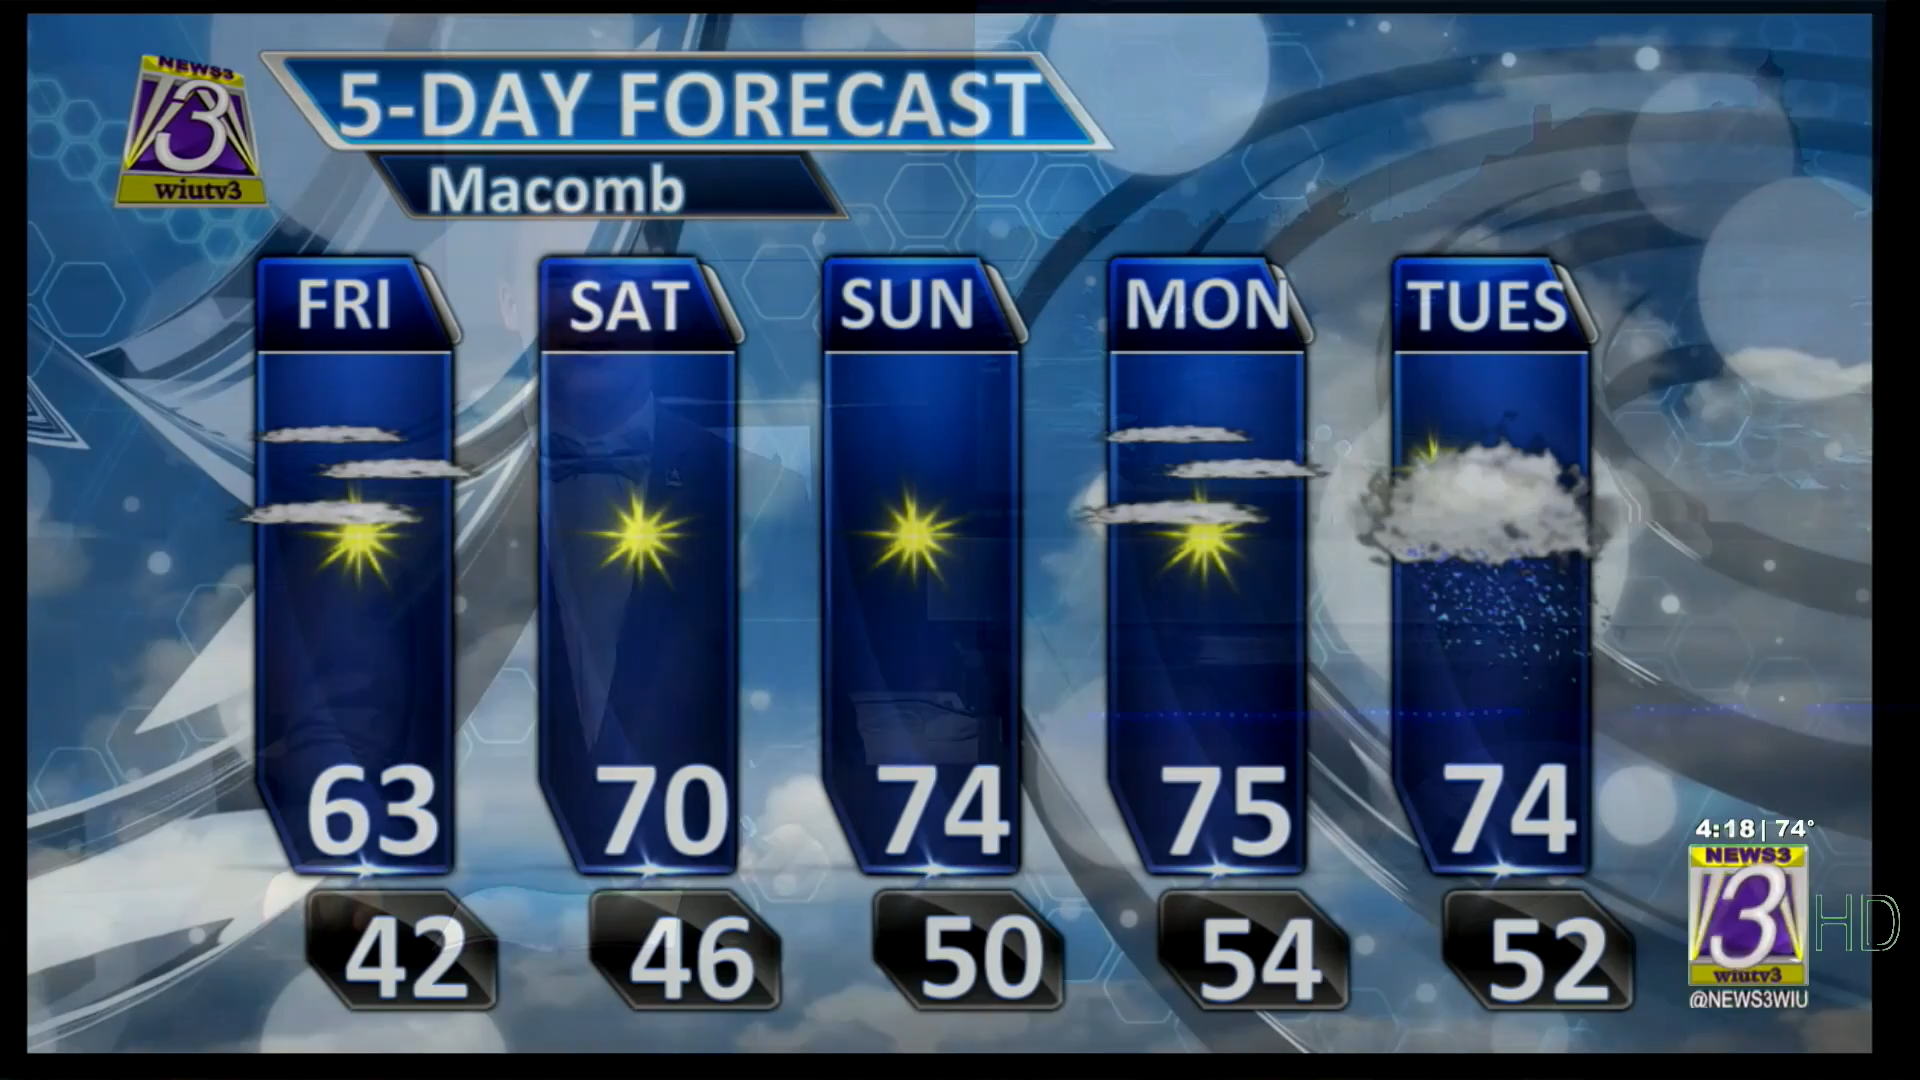 NEWS3
3
wiutv3
5-DAY FORECAST
Macomb
FRI SAT SUN MON TUES
63 70 74 75 74
42 46 50 54 52
4:18 | 74°
NEWS3
3
HD
wiutv3
@NEWS3WIU